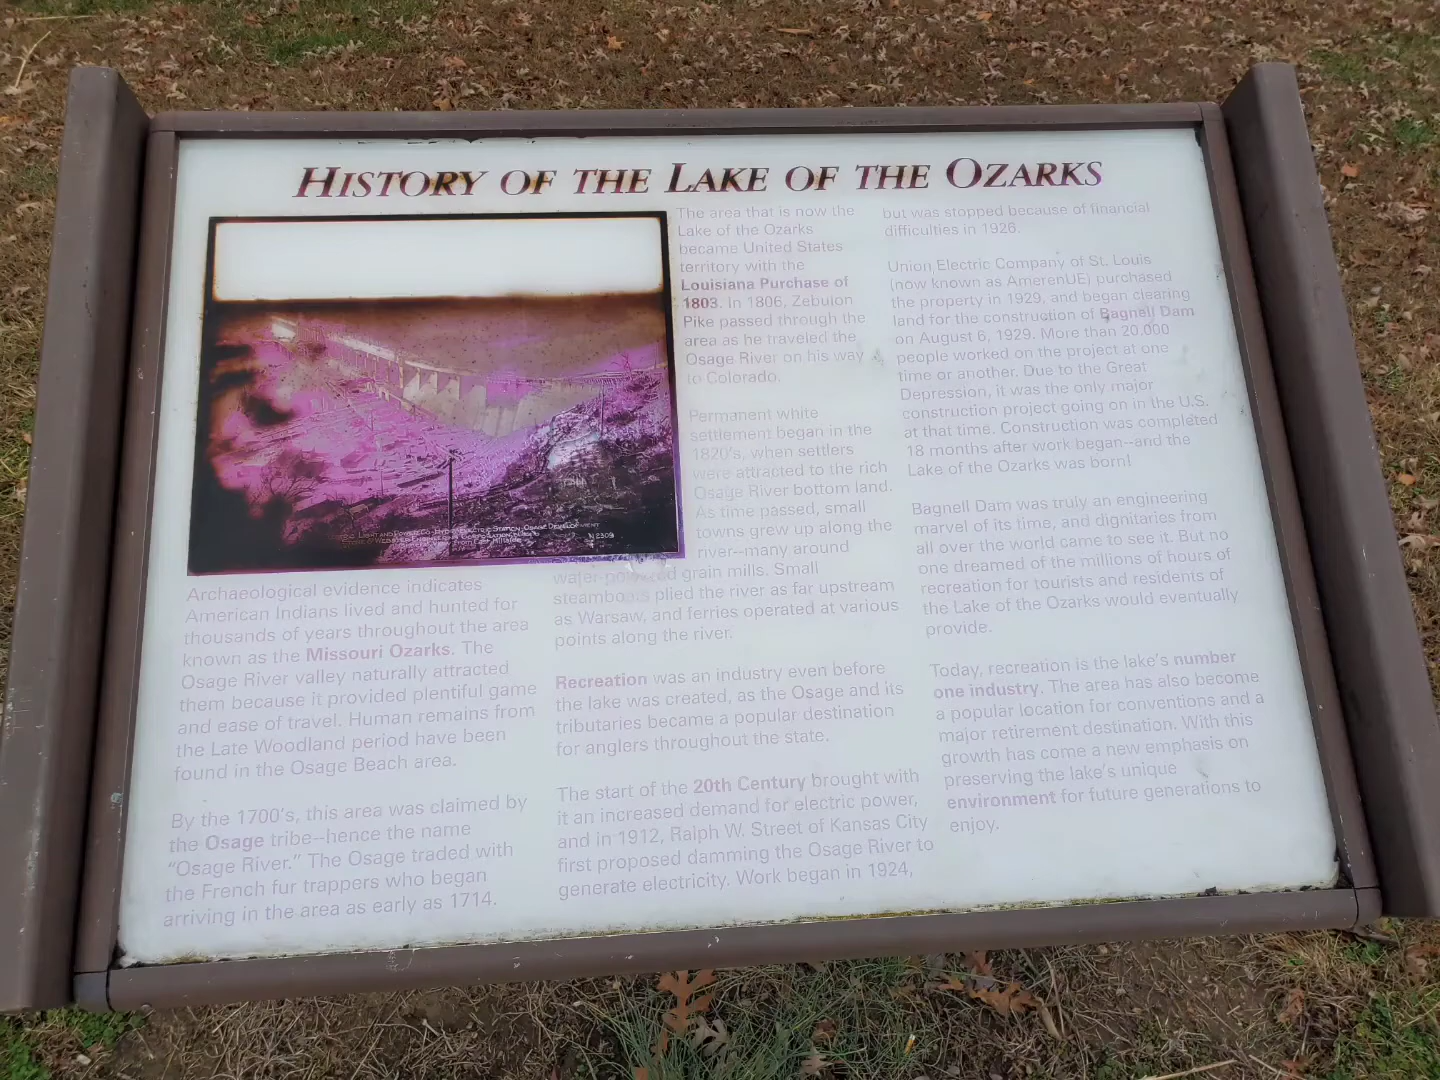 HISTORY OF THE LAKE OF THE OZARKS
Archaeological evidence indicates
American Indians lived and hunted for
thousands of years throughout the area
known as the Missouri Ozarks. The
Osage River valley naturally attracted
them because it provided plentiful game
and ease of travel. Human remains from
the Late Woodland period have been
found in the Osage Beach area.
By the 1700's, this area was claimed by
the Osage tribe--hence the name
"Osage River." The Osage traded with
the French fur trappers who began
arriving in the area as early as 1714.
The area that is now the
Lake of the Ozarks
became United States
territory with the
Louisiana Purchase of
1803. In 1806, Zebulon
Pike passed through the
area as he traveled the
Osage River on his way
to Colorado.
Permanent white
settlement began in the
1820's, when settlers
were attracted to the rich
Osage River bottom land.
As time passed, small
towns grew up along the
river--many around
water-powered grain mills. Small
steamboats plied the river as far upstream
as Warsaw, and ferries operated at various
points along the river.
Recreation was an industry even before
the lake was created, as the Osage and its
tributaries became a popular destination
for anglers throughout the state.
The start of the 20th Century brought with
it an increased demand for electric power,
and in 1912, Ralph W. Street of Kansas City
first proposed damming the Osage River to
generate electricity. Work began in 1924,
but was stopped because of financial
difficulties in 1926.
Union Electric Company of St. Louis
(now known as AmerenUE) purchased
the property in 1929, and began clearing
land for the construction of Bagnell Dam
on August 6, 1929. More than 20,000
people worked on the project at one
time or another. Due to the Great
Depression, it was the only major
construction project going on in the U.S.
at that time. Construction was completed
18 months after work began--and the
Lake of the Ozarks was born!
Bagnell Dam was truly an engineering
marvel of its time, and dignitaries from
all over the world came to see it. But no
one dreamed of the millions of hours of
recreation for tourists and residents of
the Lake of the Ozarks would eventually
provide.
Today, recreation is the lake's number
one industry. The area has also become
a popular location for conventions and a
major retirement destination. With this
growth has come a new emphasis on
preserving the lake's unique
environment for future generations to
enjoy.
Light and Power Co. Hydro-Electric Station, Osage Development
N 2309